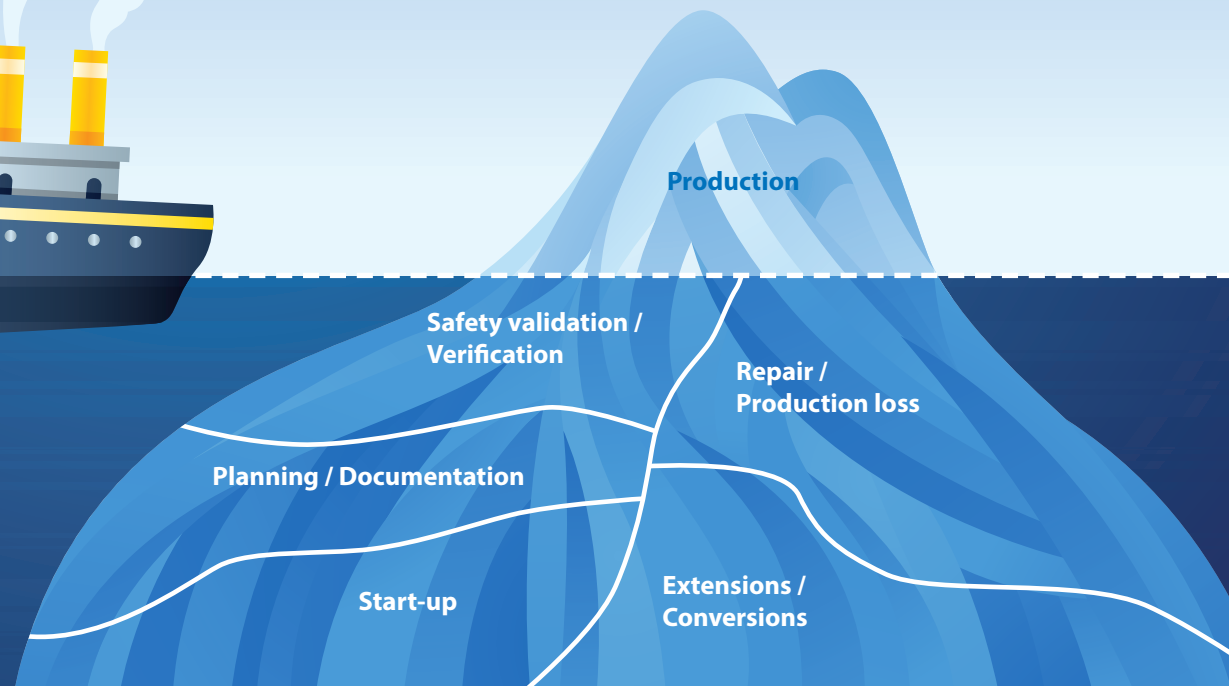 Production
Safety validation /
Verification
Repair /
Production loss
Planning / Documentation
Start-up
Extensions /
Conversions